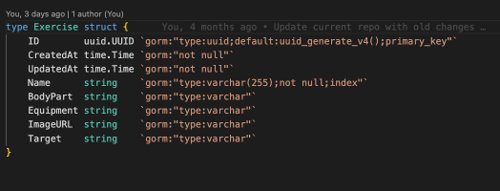 You, 3 days ago | 1 author (You)
type Exercise struct {     You, 4 months ago • Update current repo with old changes …
    ID        uuid.UUID `gorm:"type:uuid;default:uuid_generate_v4();primary_key"`
    CreatedAt time.Time `gorm:"not null"`
    UpdatedAt time.Time `gorm:"not null"`
    Name      string    `gorm:"type:varchar(255);not null;index"`
    BodyPart  string    `gorm:"type:varchar"`
    Equipment string    `gorm:"type:varchar"`
    ImageURL  string    `gorm:"type:varchar"`
    Target    string    `gorm:"type:varchar"`
}